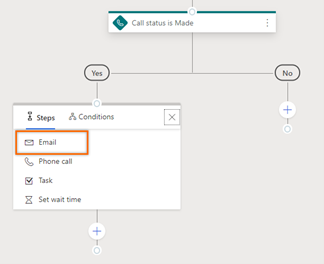 Call status is Made
Yes
No
Steps
Conditions
Email
Phone call
Task
Set wait time